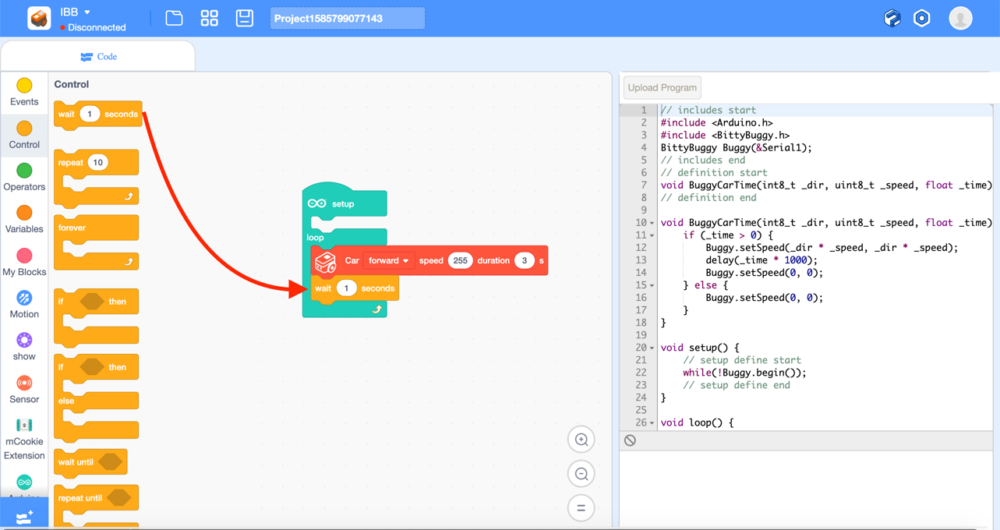 IBB
Disconnected
Project1585799077143
Code
Events
Control
Operators
Variables
My Blocks
Motion
show
Sensor
mCookie
Extension
Control
wait 1 seconds
repeat 10
forever
if then
if then
else
wait until
repeat until
setup
loop
Car forward speed 255 duration 3 s
wait 1 seconds
Upload Program
1 // includes start
2 #include <Arduino.h>
3 #include <BittyBuggy.h>
4 BittyBuggy Buggy(&Serial1);
5 // includes end
6 // definition start
7 void BuggyCarTime(int8_t _dir, uint8_t _speed, float _time)
8 // definition end
9
10 void BuggyCarTime(int8_t _dir, uint8_t _speed, float _time)
11 if (_time > 0) {
12 Buggy.setSpeed(_dir * _speed, _dir * _speed);
13 delay(_time * 1000);
14 Buggy.setSpeed(0, 0);
15 } else {
16 Buggy.setSpeed(0, 0);
17 }
18 }
19
20 void setup() {
21 // setup define start
22 while(!Buggy.begin());
23 // setup define end
24 }
25
26 void loop() {